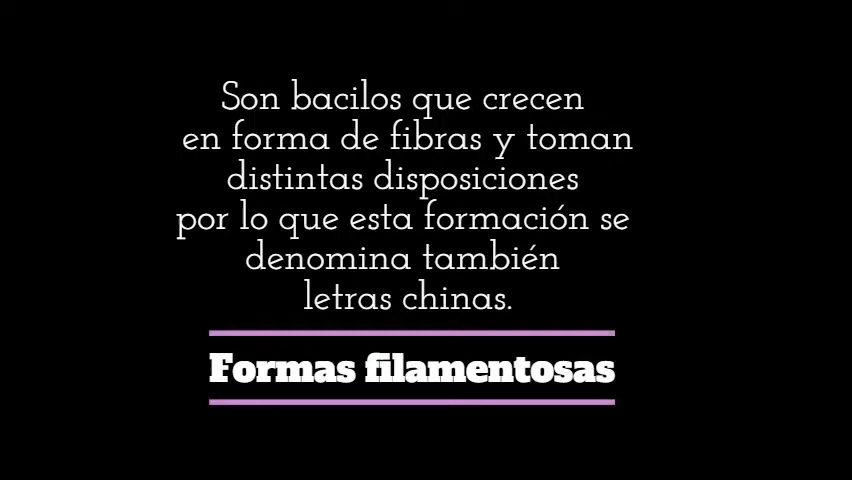 Son bacilos que crecen
en forma de fibras y toman
distintas disposiciones
por lo que esta formación se
denomina también
letras chinas.
Formas filamentosas